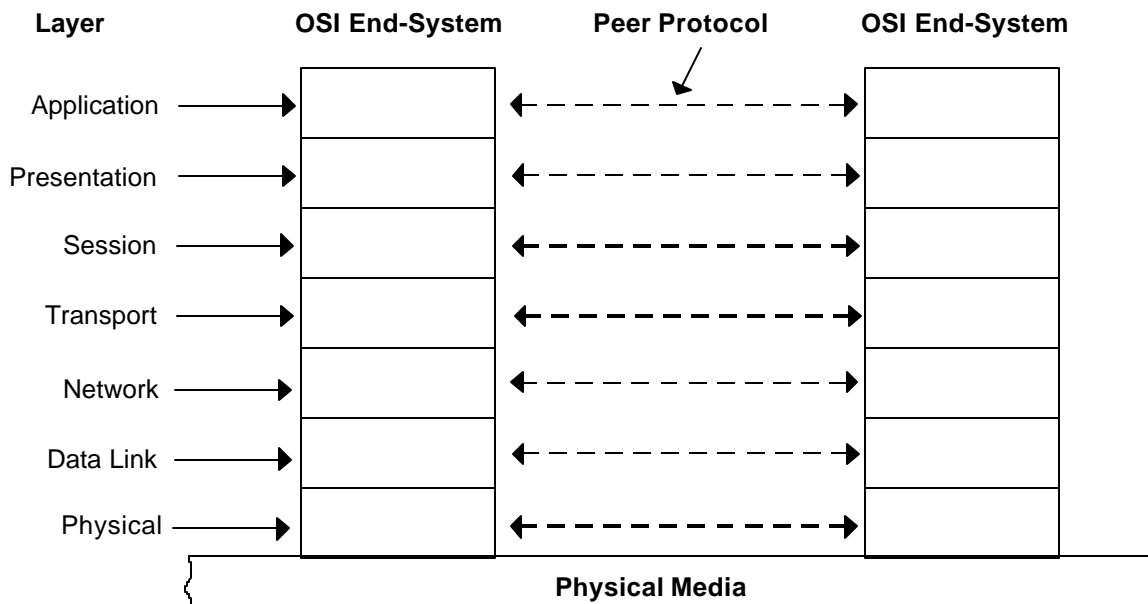 Layer OSI End-System Peer Protocol OSI End-System
Application
Presentation
Session
Transport
Network
Data Link
Physical
Physical Media